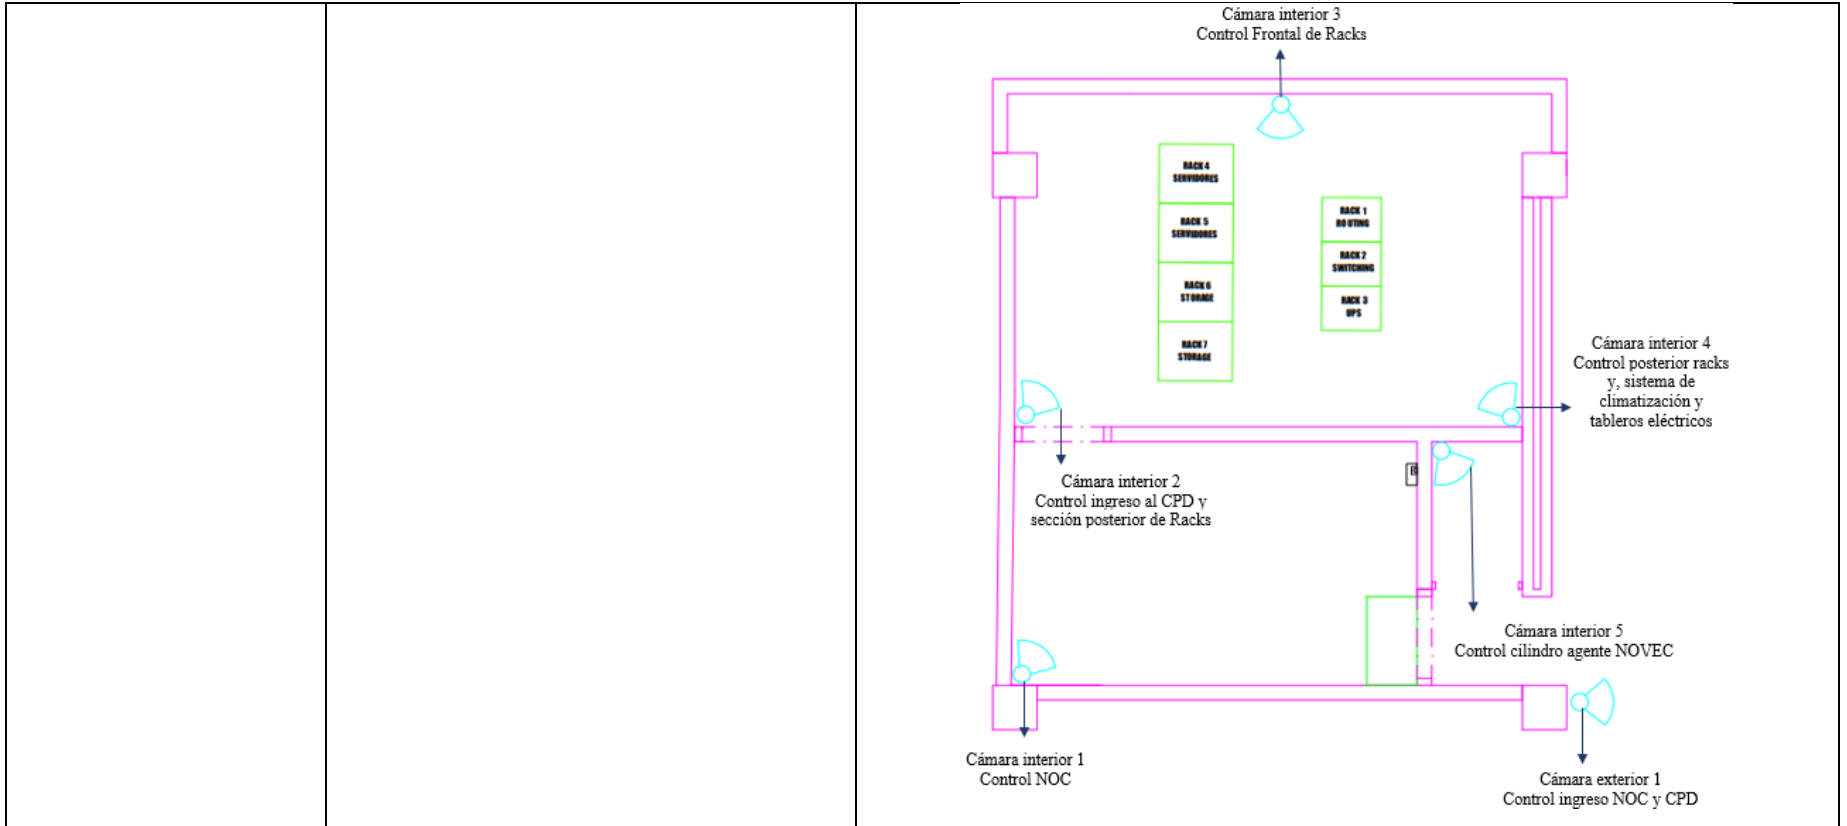 Cámara interior 3
Control Frontal de Racks
RACK 4
SERVIDORES
RACK 5
SERVIDORES
RACK 6
STORAGE
RACK 7
STORAGE
RACK 1
ROUTING
RACK 2
SWITCHING
RACK 3
UPS
Cámara interior 4
Control posterior racks
y, sistema de
climatización y
tableros eléctricos
Cámara interior 2
Control ingreso al CPD y
sección posterior de Racks
Cámara interior 5
Control cilindro agente NOVEC
Cámara interior 1
Control NOC
Cámara exterior 1
Control ingreso NOC y CPD